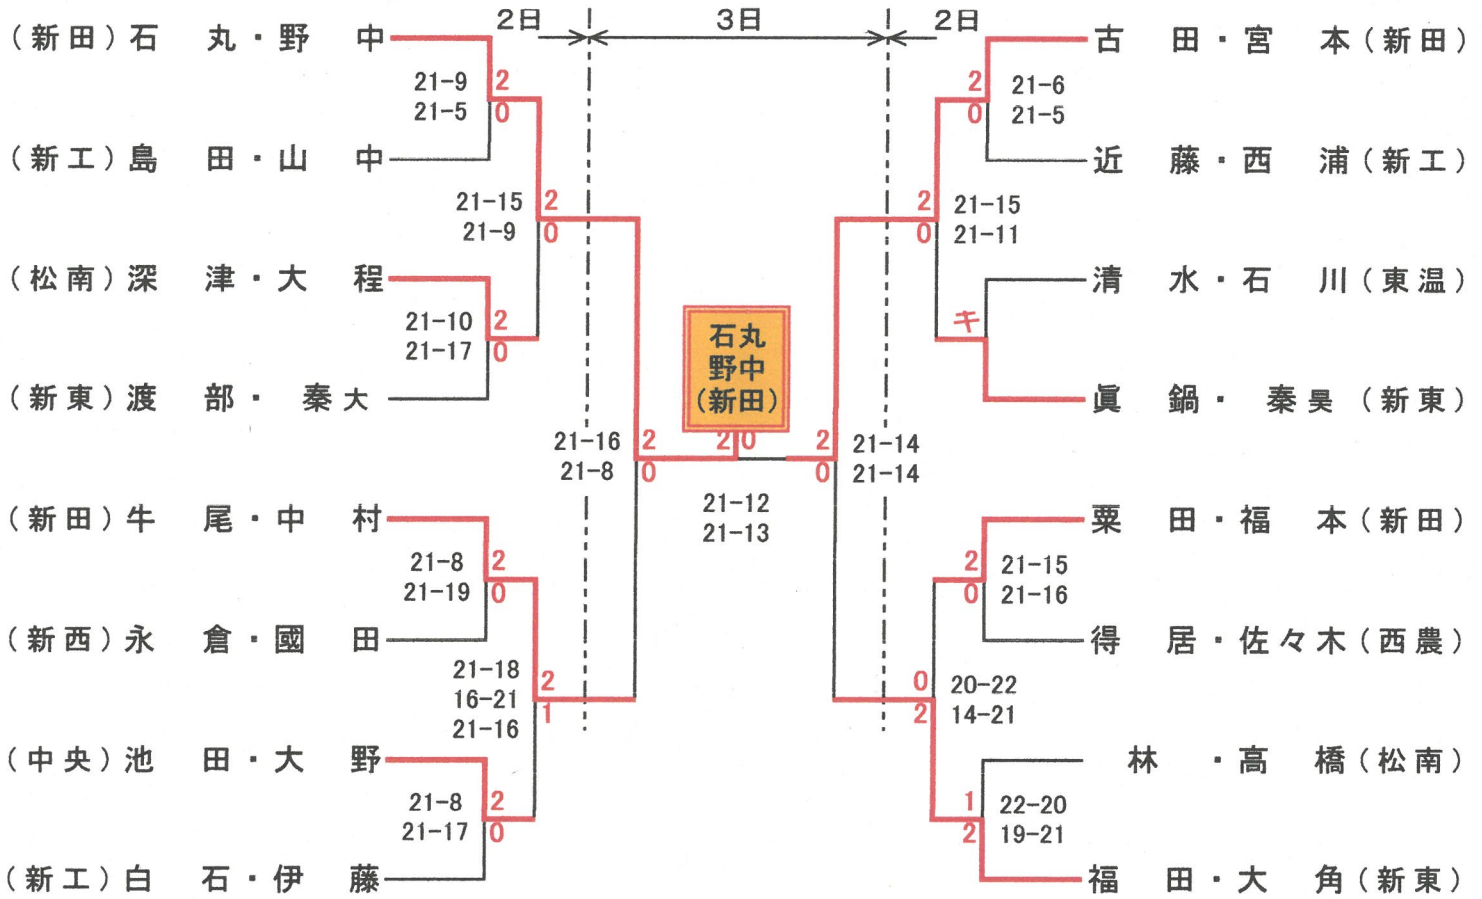 2日 3日 2日
(新田)石丸・野中
21-9 2
21-5 0
(新工)島田・山中
21-15 2
21-9 0
(松南)深津・大程
21-10 2
21-17 0
(新東)渡部・秦大
21-16 2
21-8 0
(新田)牛尾・中村
21-8 2
21-19 0
(新西)永倉・國田
21-18
16-21 2
21-16 1
(中央)池田・大野
21-8 2
21-17 0
(新工)白石・伊藤
石丸
野中
(新田)
2 0
21-12
21-13
古田・宮本(新田)
2 21-6
0 21-5
近藤・西浦(新工)
2 21-15
0 21-11
清水・石川(東温)
キ
眞鍋・秦昊(新東)
2 21-14
0 21-14
粟田・福本(新田)
2 21-15
0 21-16
得居・佐々木(西農)
0 20-22
2 14-21
林・高橋(松南)
1 22-20
2 19-21
福田・大角(新東)